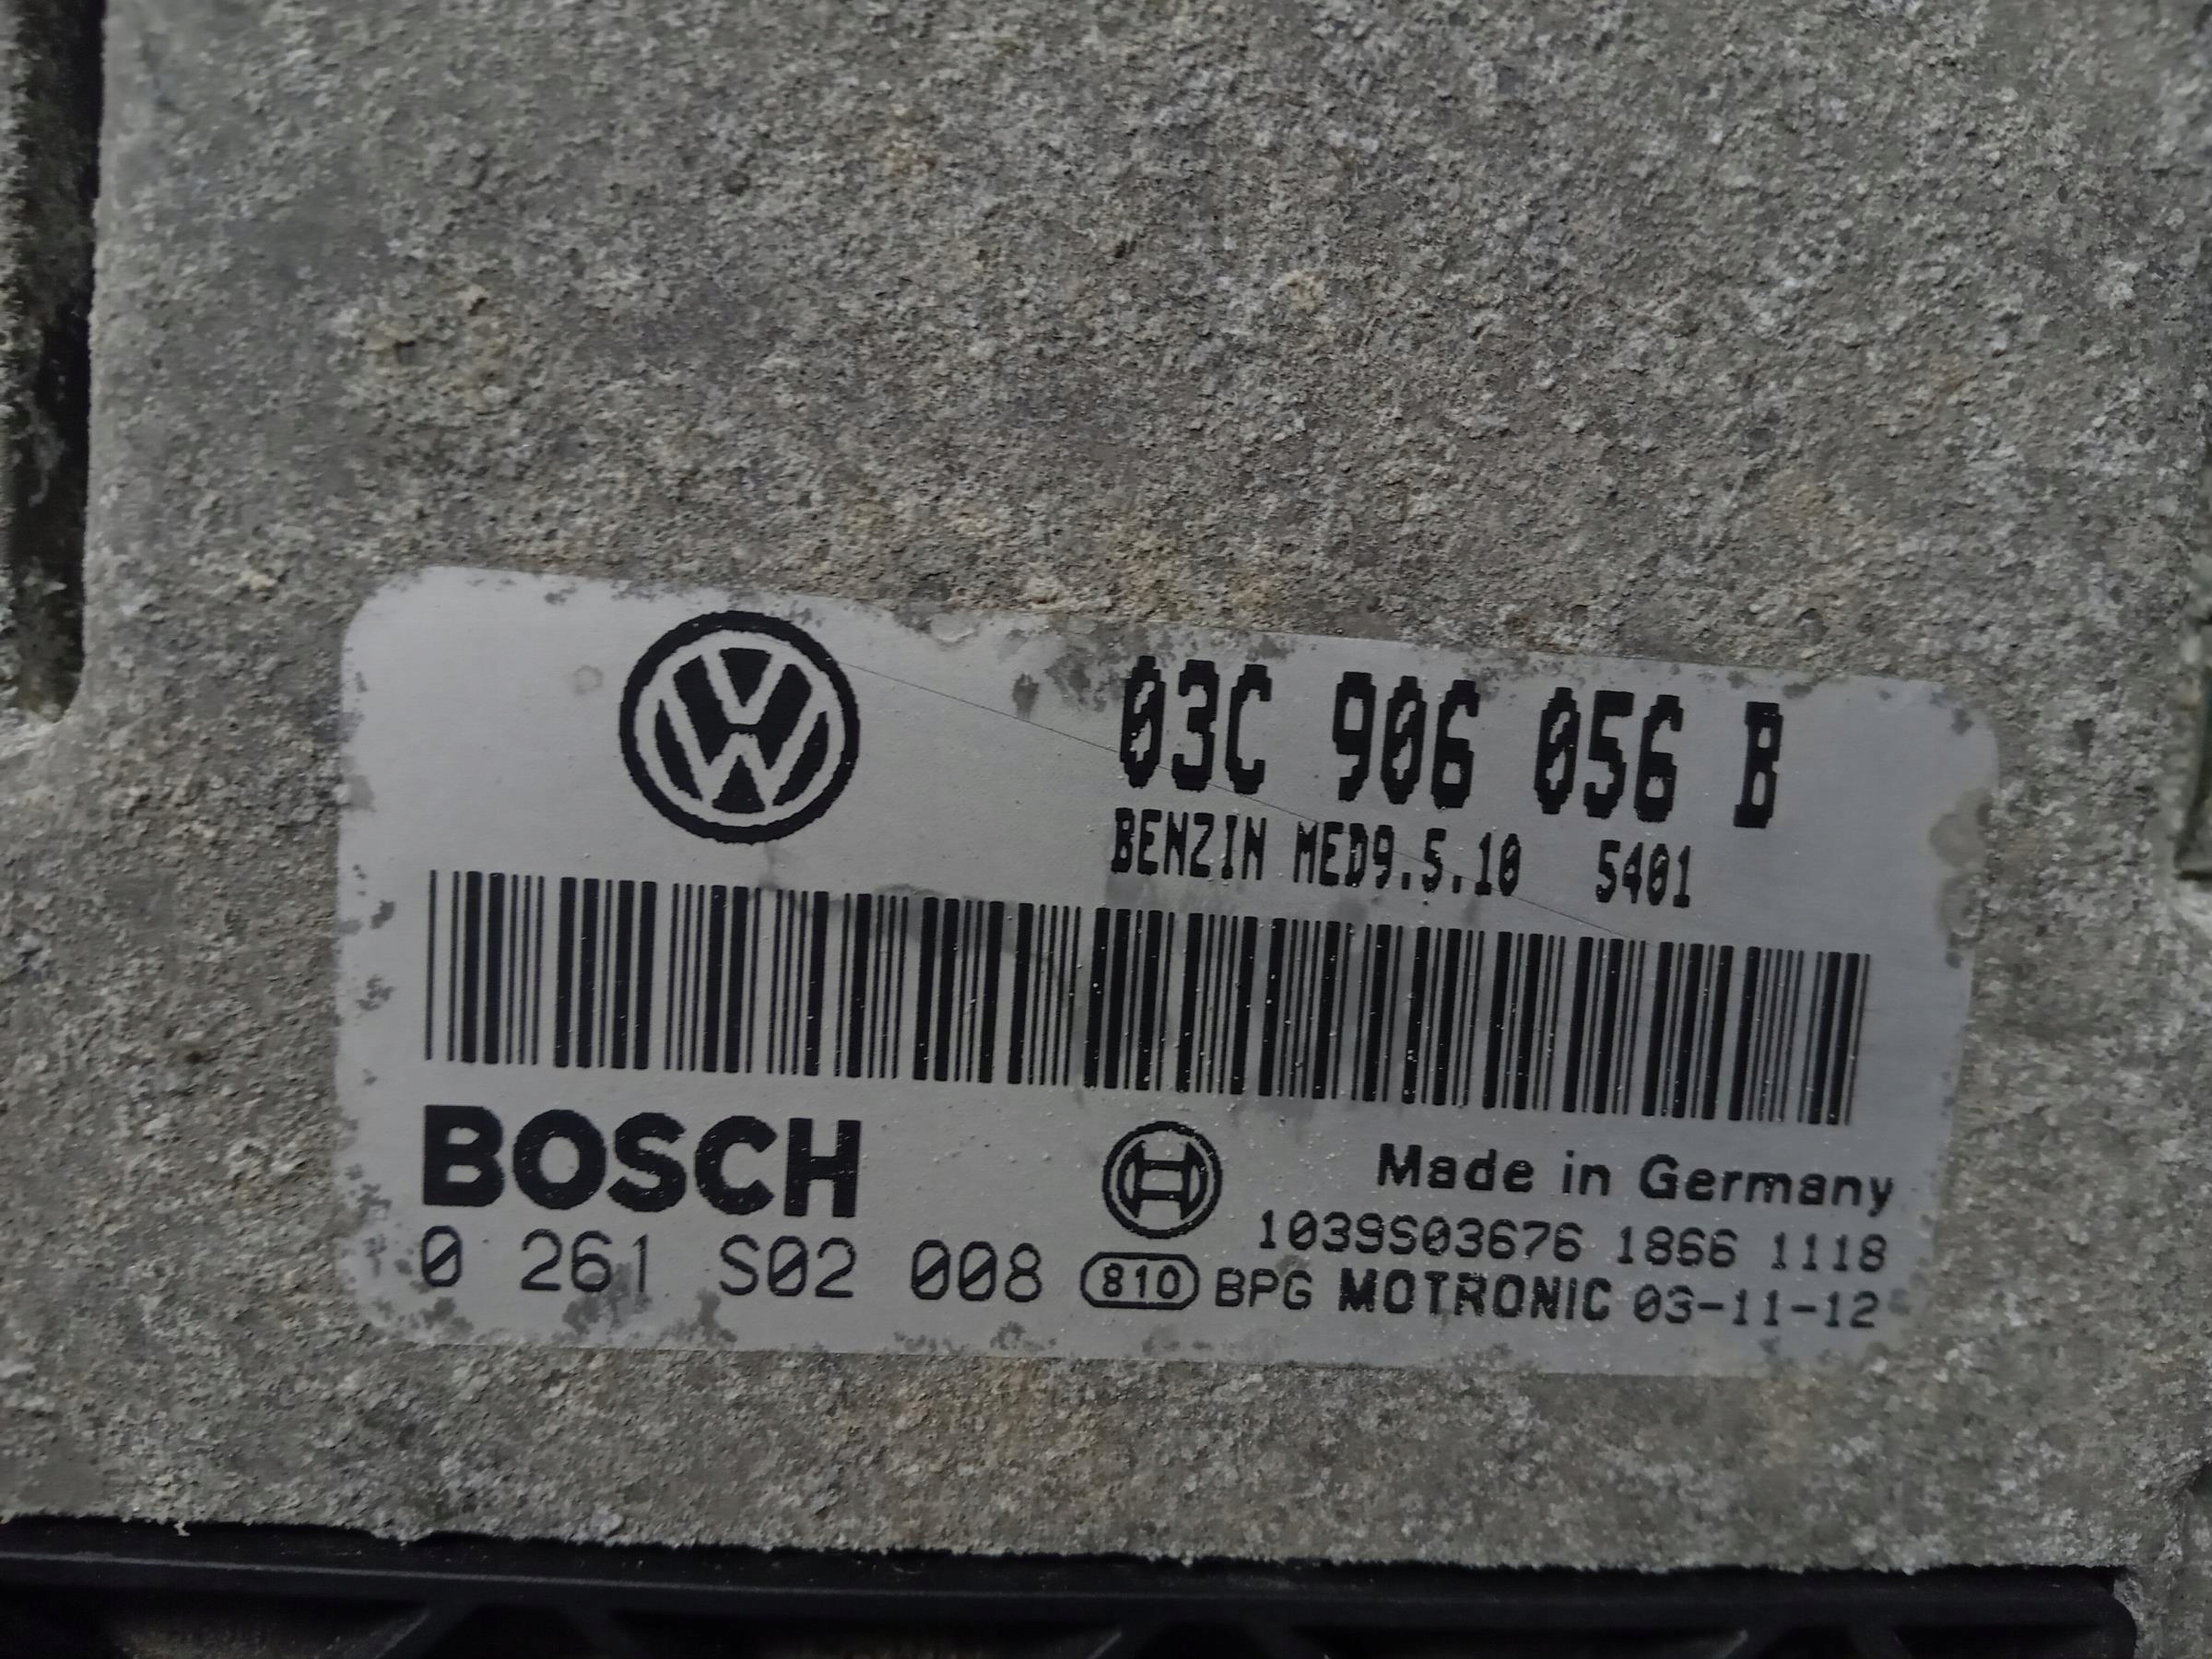 03C 906 056 B
BENZIN MED9.5.10 5401
BOSCH
Made in Germany
1039S03676 1866 1118
0 261 S02 008 810 BPG MOTRONIC 03-11-12